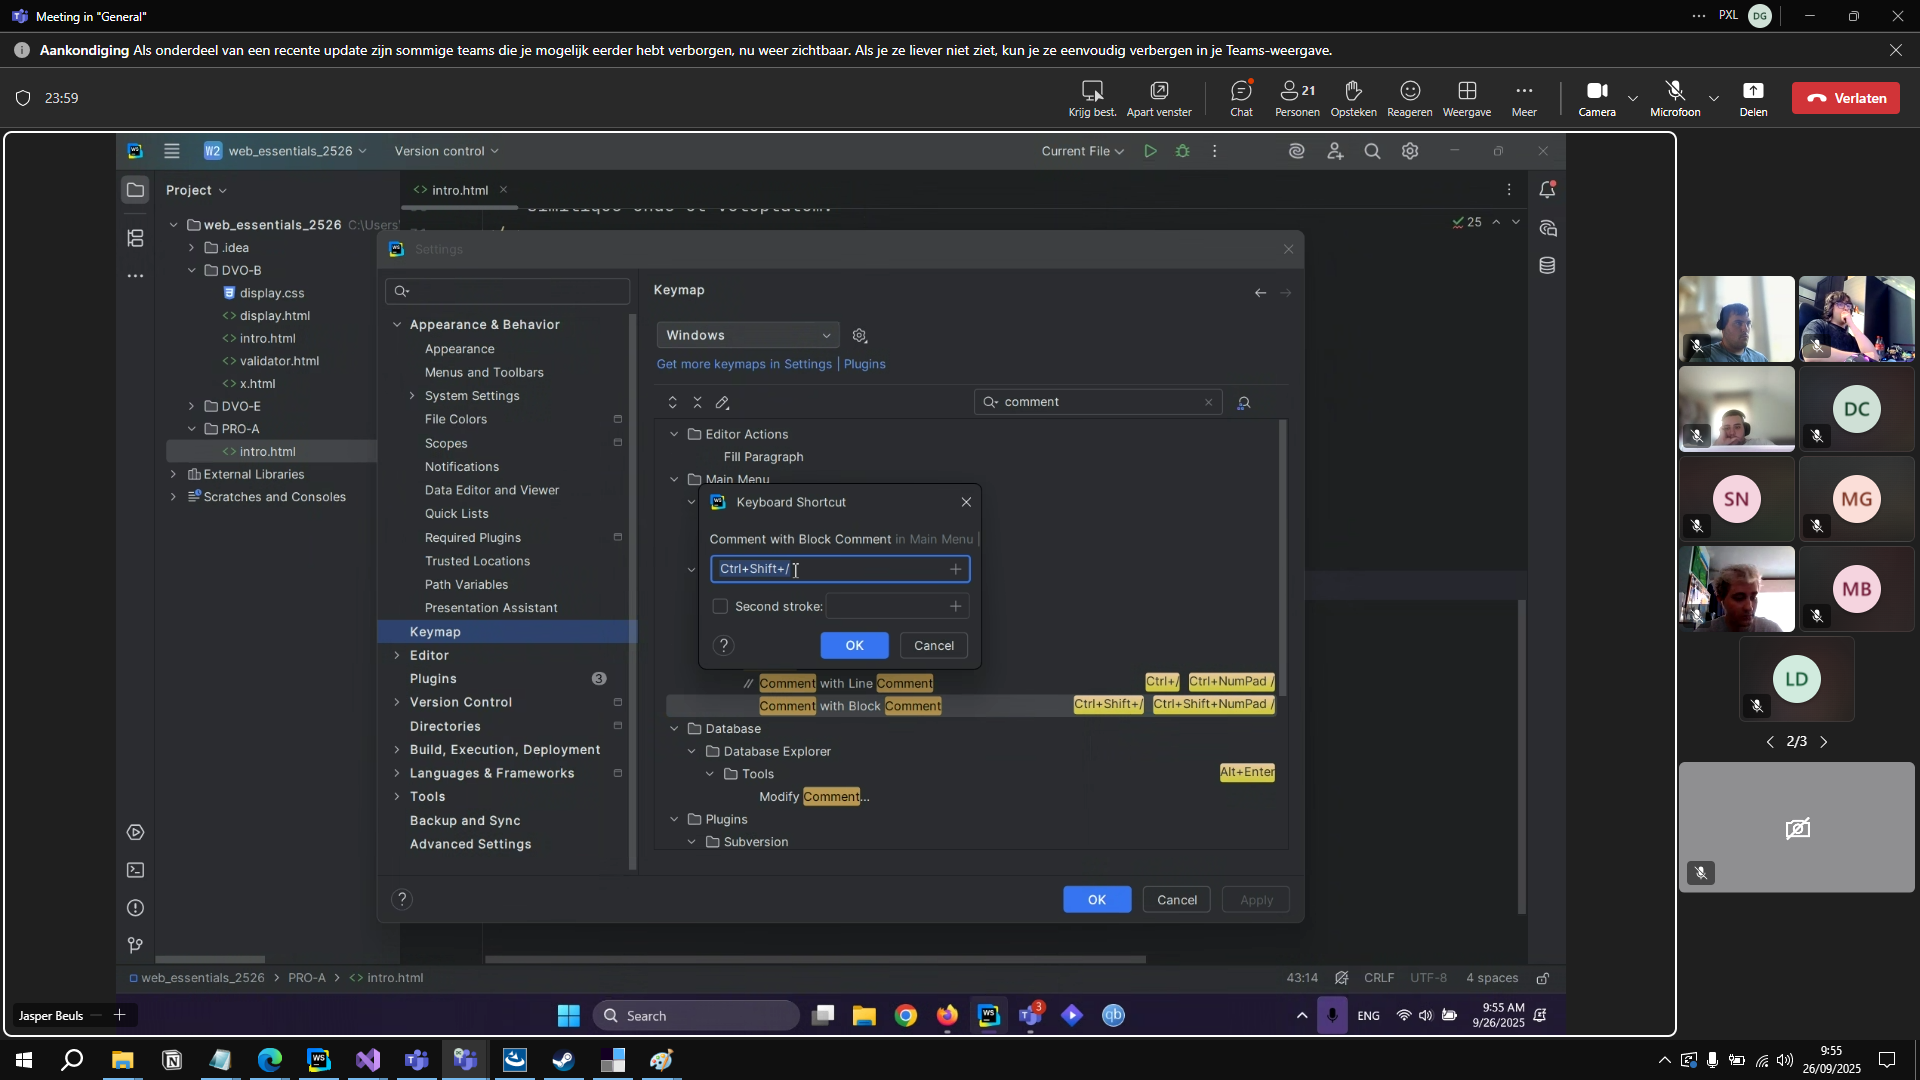 Meeting in "General"
PXL
DG
Aankondiging Als onderdeel van een recente update zijn sommige teams die je mogelijk eerder hebt verborgen, nu weer zichtbaar. Als je ze liever niet ziet, kun je ze eenvoudig verbergen in je Teams-weergave.
23:59
Krijg best.
Apart venster
Chat
21
Personen
Opsteken
Reageren
Weergave
Meer
Camera
Microfoon
Delen
Verlaten
WS
W2 web_essentials_2526
Version control
Current File
Project
intro.html
25
web_essentials_2526 C:\Users
.idea
DVO-B
display.css
display.html
intro.html
validator.html
x.html
DVO-E
PRO-A
intro.html
External Libraries
Scratches and Consoles
Settings
Appearance & Behavior
Appearance
Menus and Toolbars
System Settings
File Colors
Scopes
Notifications
Data Editor and Viewer
Quick Lists
Required Plugins
Trusted Locations
Path Variables
Presentation Assistant
Keymap
Editor
Plugins 3
Version Control
Directories
Build, Execution, Deployment
Languages & Frameworks
Tools
Backup and Sync
Advanced Settings
Keymap
Windows
Get more keymaps in Settings | Plugins
comment
Editor Actions
Fill Paragraph
Main Menu
Keyboard Shortcut
Comment with Block Comment in Main Menu |
Ctrl+Shift+/
Second stroke:
? OK Cancel
// Comment with Line Comment Ctrl+/ Ctrl+NumPad /
Comment with Block Comment Ctrl+Shift+/ Ctrl+Shift+NumPad /
Database
Database Explorer
Tools Alt+Enter
Modify Comment...
Plugins
Subversion
? OK Cancel Apply
web_essentials_2526 > PRO-A > intro.html
43:14 CRLF UTF-8 4 spaces
Jasper Beuls
Search
WS
3
qb
ENG
9:55 AM
9/26/2025
DC
SN
MG
MB
LD
2/3
WS
9:55
26/09/2025